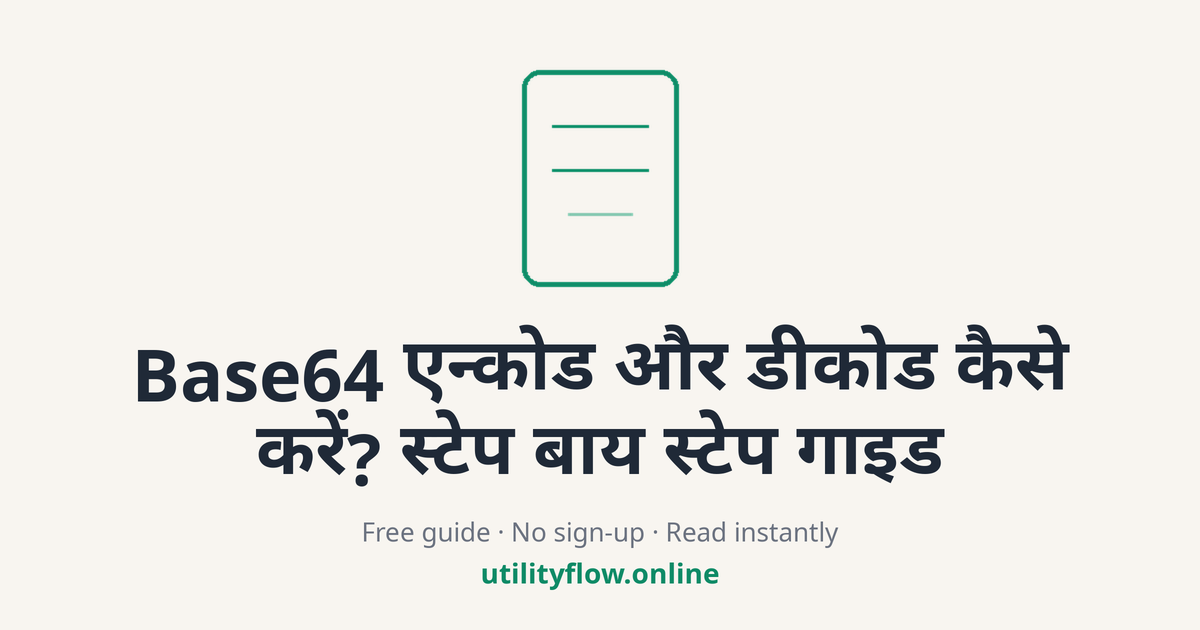 Base64 एन्कोड और डीकोड कैसे
करें? स्टेप बाय स्टेप गाइड
Free guide · No sign-up · Read instantly
utilityflow.online